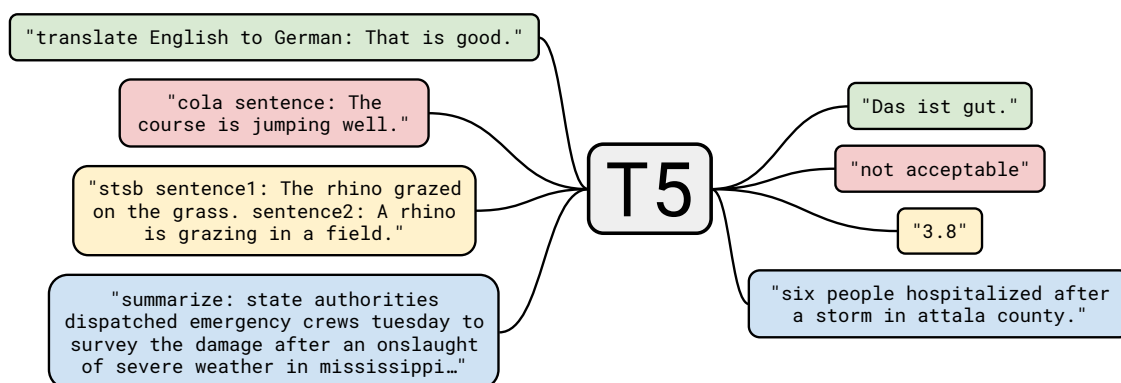 "translate English to German: That is good."
"cola sentence: The
course is jumping well."
"stsb sentence1: The rhino grazed
on the grass. sentence2: A rhino
is grazing in a field."
"summarize: state authorities
dispatched emergency crews tuesday to
survey the damage after an onslaught
of severe weather in mississippi…"
T5
"Das ist gut."
"not acceptable"
"3.8"
"six people hospitalized after
a storm in attala county."